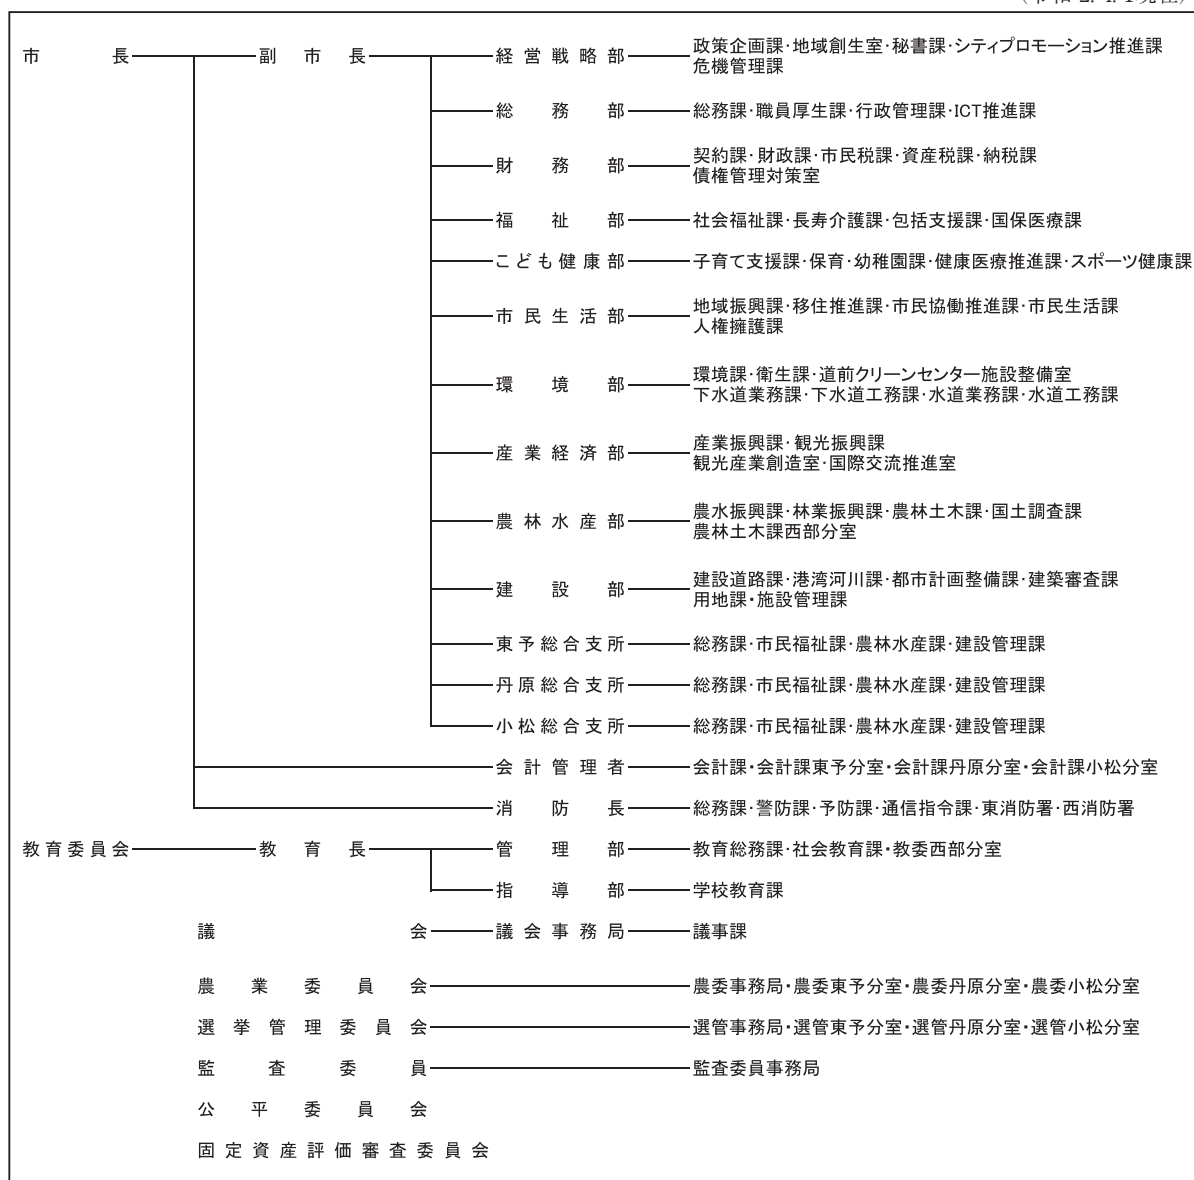 市長 副市長 経営戦略部 政策企画課・地域創生室・秘書課・シティプロモーション推進課
危機管理課
総務部 総務課・職員厚生課・行政管理課・ICT推進課
財務部 契約課・財政課・市民税課・資産税課・納税課
債権管理対策室
福祉部 社会福祉課・長寿介護課・包括支援課・国保医療課
こども健康部 子育て支援課・保育・幼稚園課・健康医療推進課・スポーツ健康課
市民生活部 地域振興課・移住推進課・市民協働推進課・市民生活課
人権擁護課
環境部 環境課・衛生課・道前クリーンセンター施設整備室
下水道業務課・下水道工務課・水道業務課・水道工務課
産業経済部 産業振興課・観光振興課
観光産業創造室・国際交流推進室
農林水産部 農水振興課・林業振興課・農林土木課・国土調査課
農林土木課西部分室
建設部 建設道路課・港湾河川課・都市計画整備課・建築審査課
用地課・施設管理課
東予総合支所 総務課・市民福祉課・農林水産課・建設管理課
丹原総合支所 総務課・市民福祉課・農林水産課・建設管理課
小松総合支所 総務課・市民福祉課・農林水産課・建設管理課
会計管理者 会計課・会計課東予分室・会計課丹原分室・会計課小松分室
消防長 総務課・警防課・予防課・通信指令課・東消防署・西消防署
教育委員会 教育長 管理部 教育総務課・社会教育課・教委西部分室
指導部 学校教育課
議会 議会事務局 議事課
農業委員会 農委事務局・農委東予分室・農委丹原分室・農委小松分室
選挙管理委員会 選管事務局・選管東予分室・選管丹原分室・選管小松分室
監査委員 監査委員事務局
公平委員会
固定資産評価審査委員会